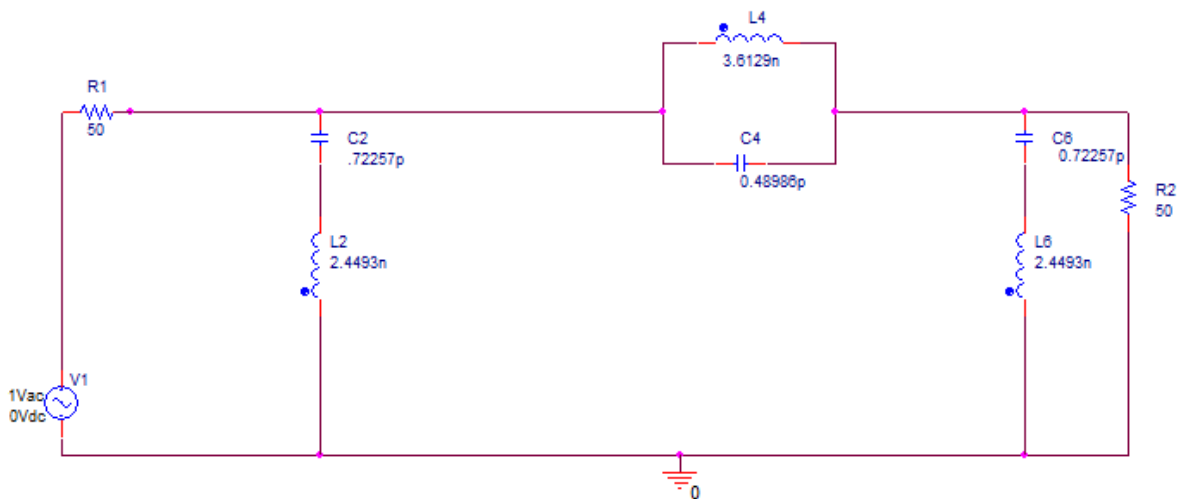 L4
3.6129n
R1
50
C2
.72257p
C4
0.48986p
C6
0.72257p
R2
50
L2
2.4493n
L6
2.4493n
V1
1Vac
0Vdc
0